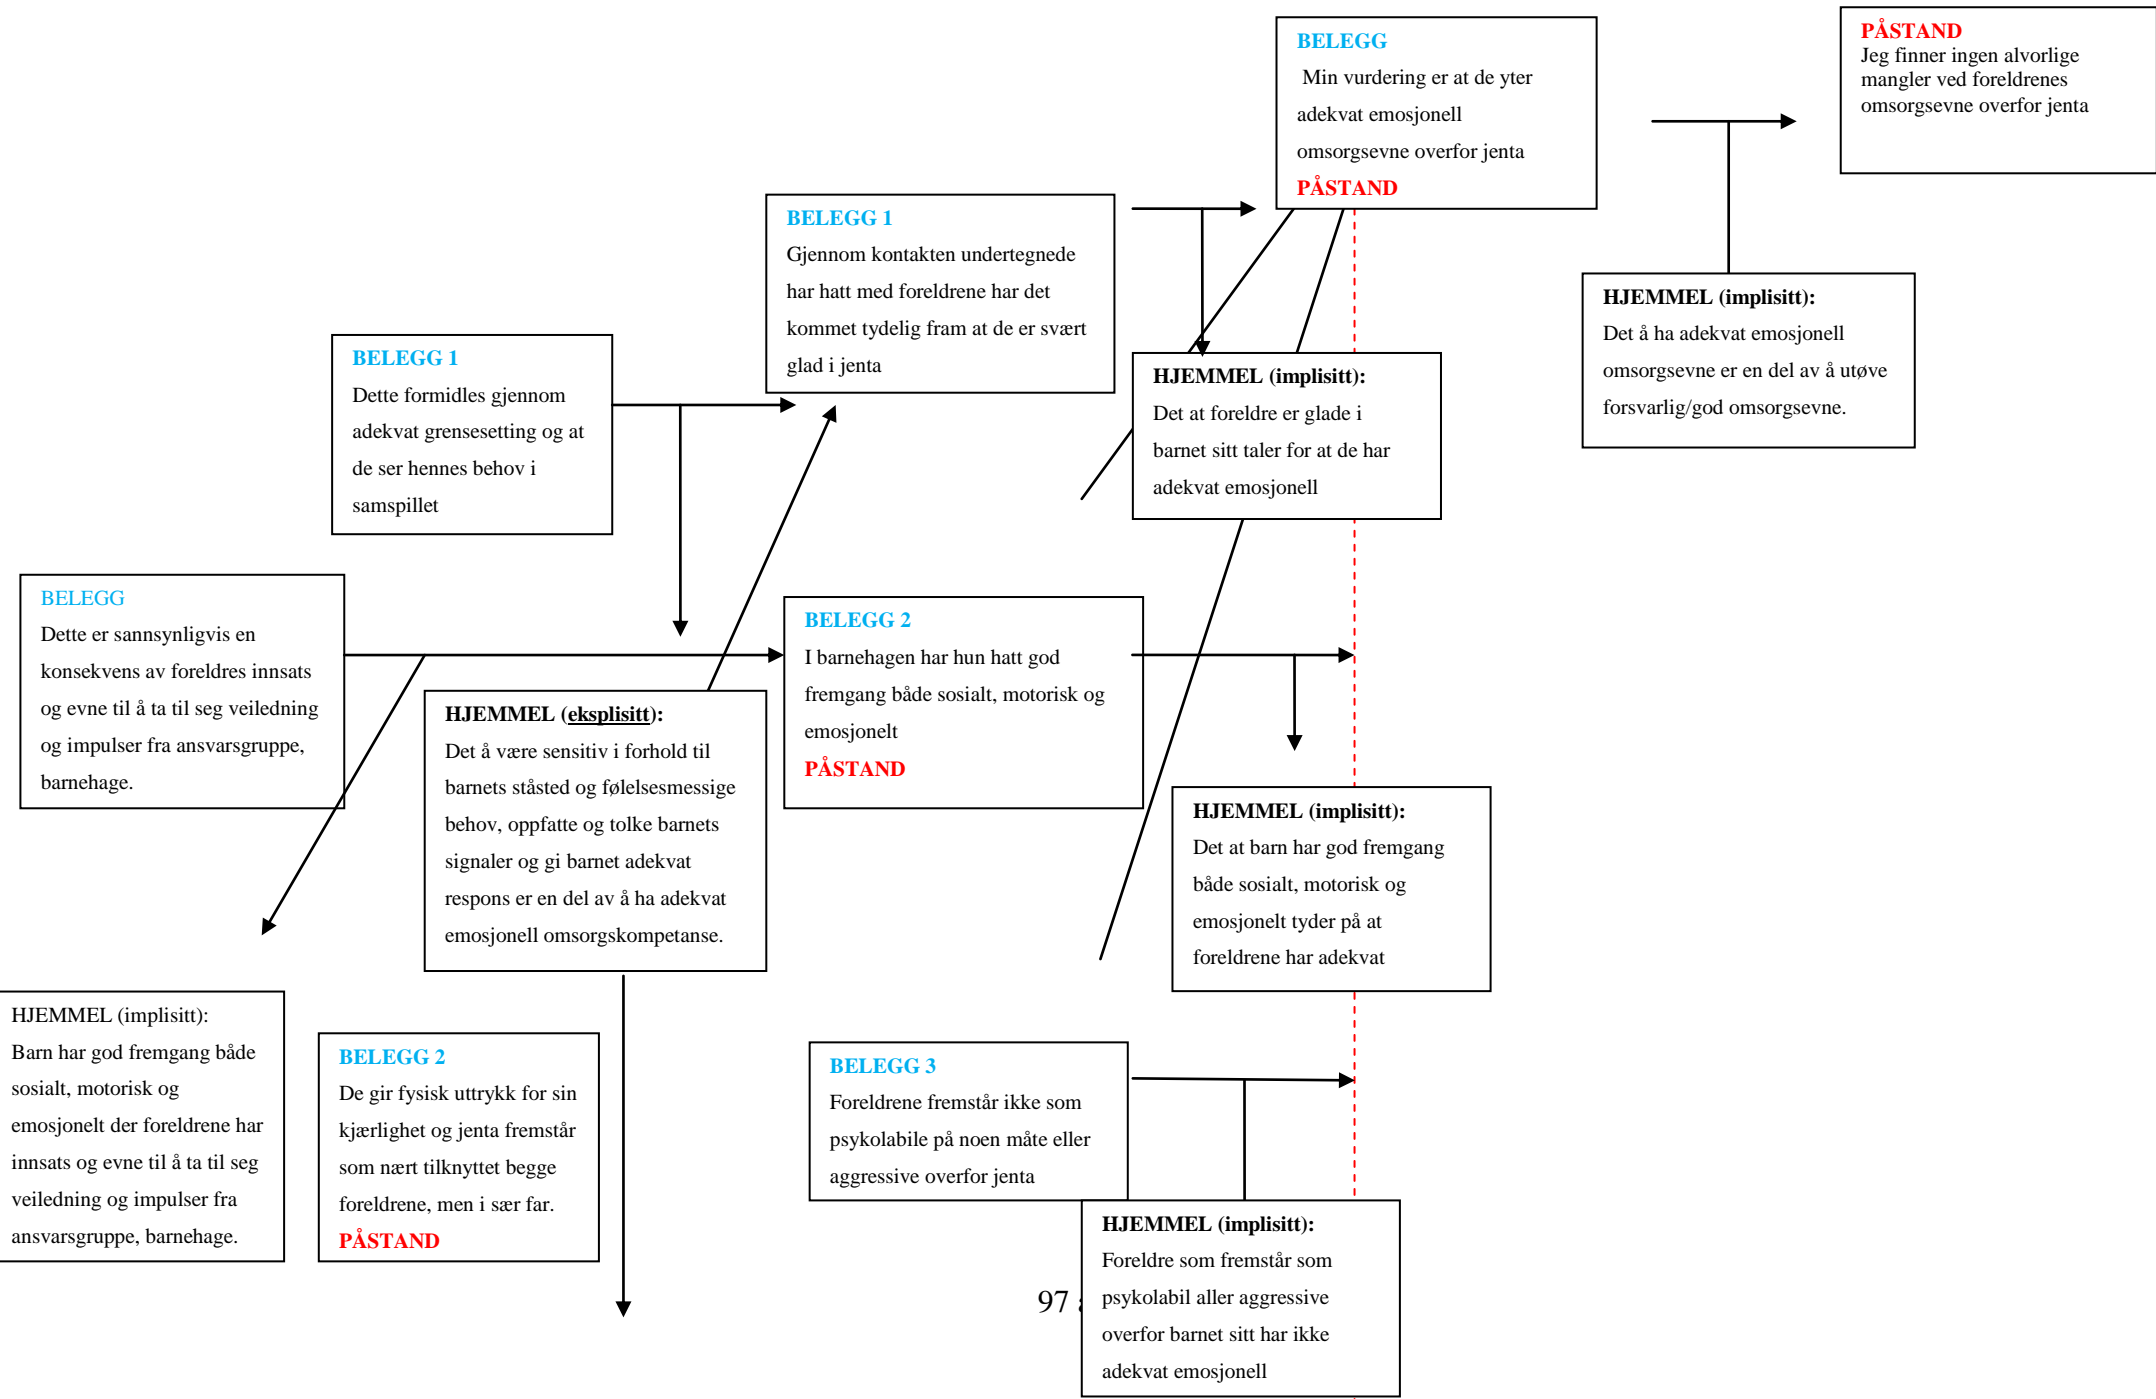 BELEGG
Min vurdering er at de yter
adekvat emosjonell
omsorgsevne overfor jenta
PÅSTAND
PÅSTAND
Jeg finner ingen alvorlige
mangler ved foreldrenes
omsorgsevne overfor jenta
BELEGG 1
Gjennom kontakten undertegnede
har hatt med foreldrene har det
kommet tydelig fram at de er svært
glad i jenta
HJEMMEL (implisitt):
Det å ha adekvat emosjonell
omsorgsevne er en del av å utøve
forsvarlig/god omsorgsevne.
BELEGG 1
Dette formidles gjennom
adekvat grensesetting og at
de ser hennes behov i
samspillet
HJEMMEL (implisitt):
Det at foreldre er glade i
barnet sitt taler for at de har
adekvat emosjonell
BELEGG
Dette er sannsynligvis en
konsekvens av foreldres innsats
og evne til å ta til seg veiledning
og impulser fra ansvarsgruppe,
barnehage.
HJEMMEL (eksplisitt):
Det å være sensitiv i forhold til
barnets ståsted og følelsesmessige
behov, oppfatte og tolke barnets
signaler og gi barnet adekvat
respons er en del av å ha adekvat
emosjonell omsorgskompetanse.
BELEGG 2
I barnehagen har hun hatt god
fremgang både sosialt, motorisk og
emosjonelt
PÅSTAND
HJEMMEL (implisitt):
Det at barn har god fremgang
både sosialt, motorisk og
emosjonelt tyder på at
foreldrene har adekvat
HJEMMEL (implisitt):
Barn har god fremgang både
sosialt, motorisk og
emosjonelt der foreldrene har
innsats og evne til å ta til seg
veiledning og impulser fra
ansvarsgruppe, barnehage.
BELEGG 2
De gir fysisk uttrykk for sin
kjærlighet og jenta fremstår
som nært tilknyttet begge
foreldrene, men i sær far.
PÅSTAND
BELEGG 3
Foreldrene fremstår ikke som
psykolabile på noen måte eller
aggressive overfor jenta
HJEMMEL (implisitt):
Foreldre som fremstår som
psykolabil aller aggressive
overfor barnet sitt har ikke
adekvat emosjonell
97